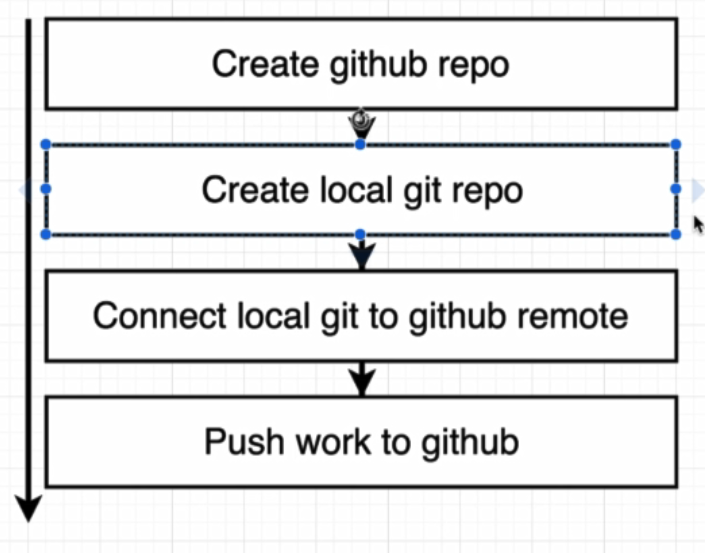 Create github repo
Create local git repo
Connect local git to github remote
Push work to github